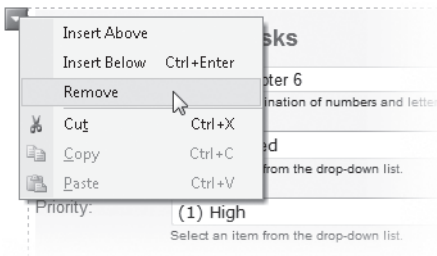 Insert Above
sks
Insert Below Ctrl+Enter
oter 6
Remove
ination of numbers and lette
Cut Ctrl+X
ed
Copy Ctrl+C
from the drop-down list.
Paste Ctrl+V
Priority:
(1) High
Select an item from the drop-down list.